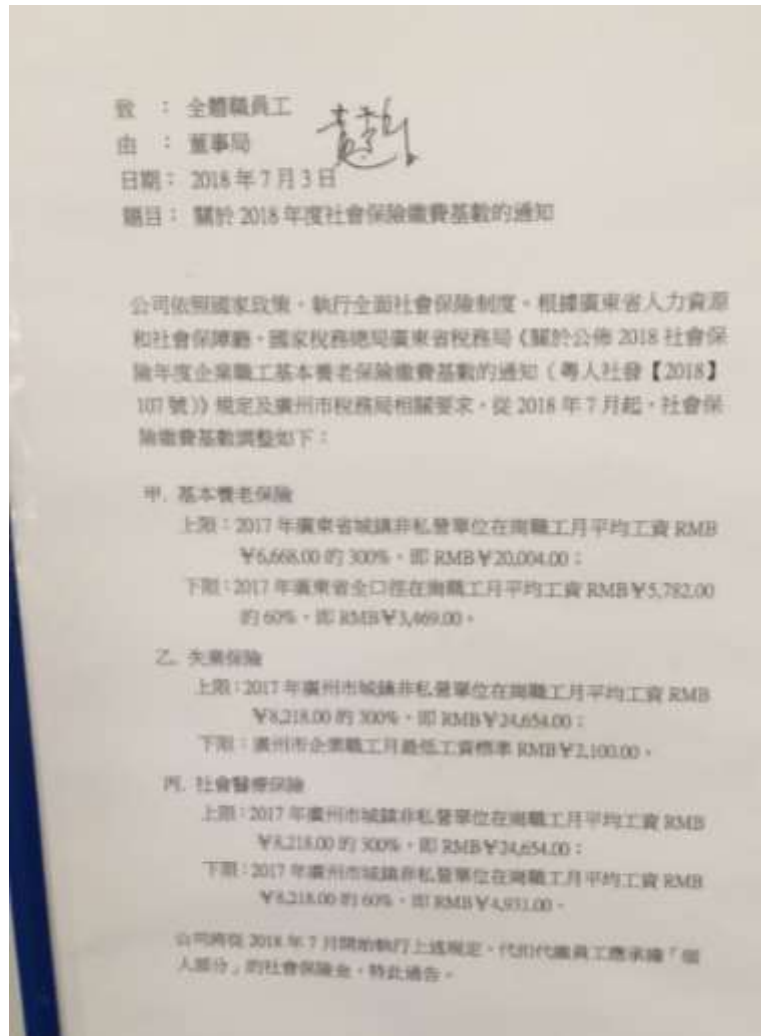 致 ： 全體職員工
由 ： 董事局
日期： 2018 年 7 月 3 日
題目： 關於 2018 年度社會保險繳費基數的通知
公司依照國家政策，執行全面社會保險制度。根據廣東省人力資源
和社會保障廳，國家稅務總局廣東省稅務局《關於公佈 2018 社會保
險年度企業職工基本養老保險繳費基數的通知（粵人社發【2018】
107 號）》規定及廣州市稅務局相關要求，從 2018 年 7 月起，社會保
險繳費基數調整如下：
甲. 基本養老保險
上限：2017 年廣東省城鎮非私營單位在崗職工月平均工資 RMB
￥6,668.00 的 300%，即 RMB￥20,004.00；
下限：2017 年廣東省全口徑在崗職工月平均工資 RMB￥5,782.00
的 60%，即 RMB￥3,469.00。
乙. 失業保險
上限：2017 年廣州市城鎮非私營單位在崗職工月平均工資 RMB
￥8,218.00 的 300%，即 RMB￥24,654.00；
下限：廣州市企業職工月最低工資標準 RMB￥2,100.00。
丙. 社會醫療保險
上限：2017 年廣州市城鎮非私營單位在崗職工月平均工資 RMB
￥8,218.00 的 300%，即 RMB￥24,654.00；
下限：2017 年廣州市城鎮非私營單位在崗職工月平均工資 RMB
￥8,218.00 的 60%，即 RMB￥4,931.00。
公司將從 2018 年 7 月開始執行上述規定，代扣代繳員工應承繳「個
人部分」的社會保險金，特此通告。